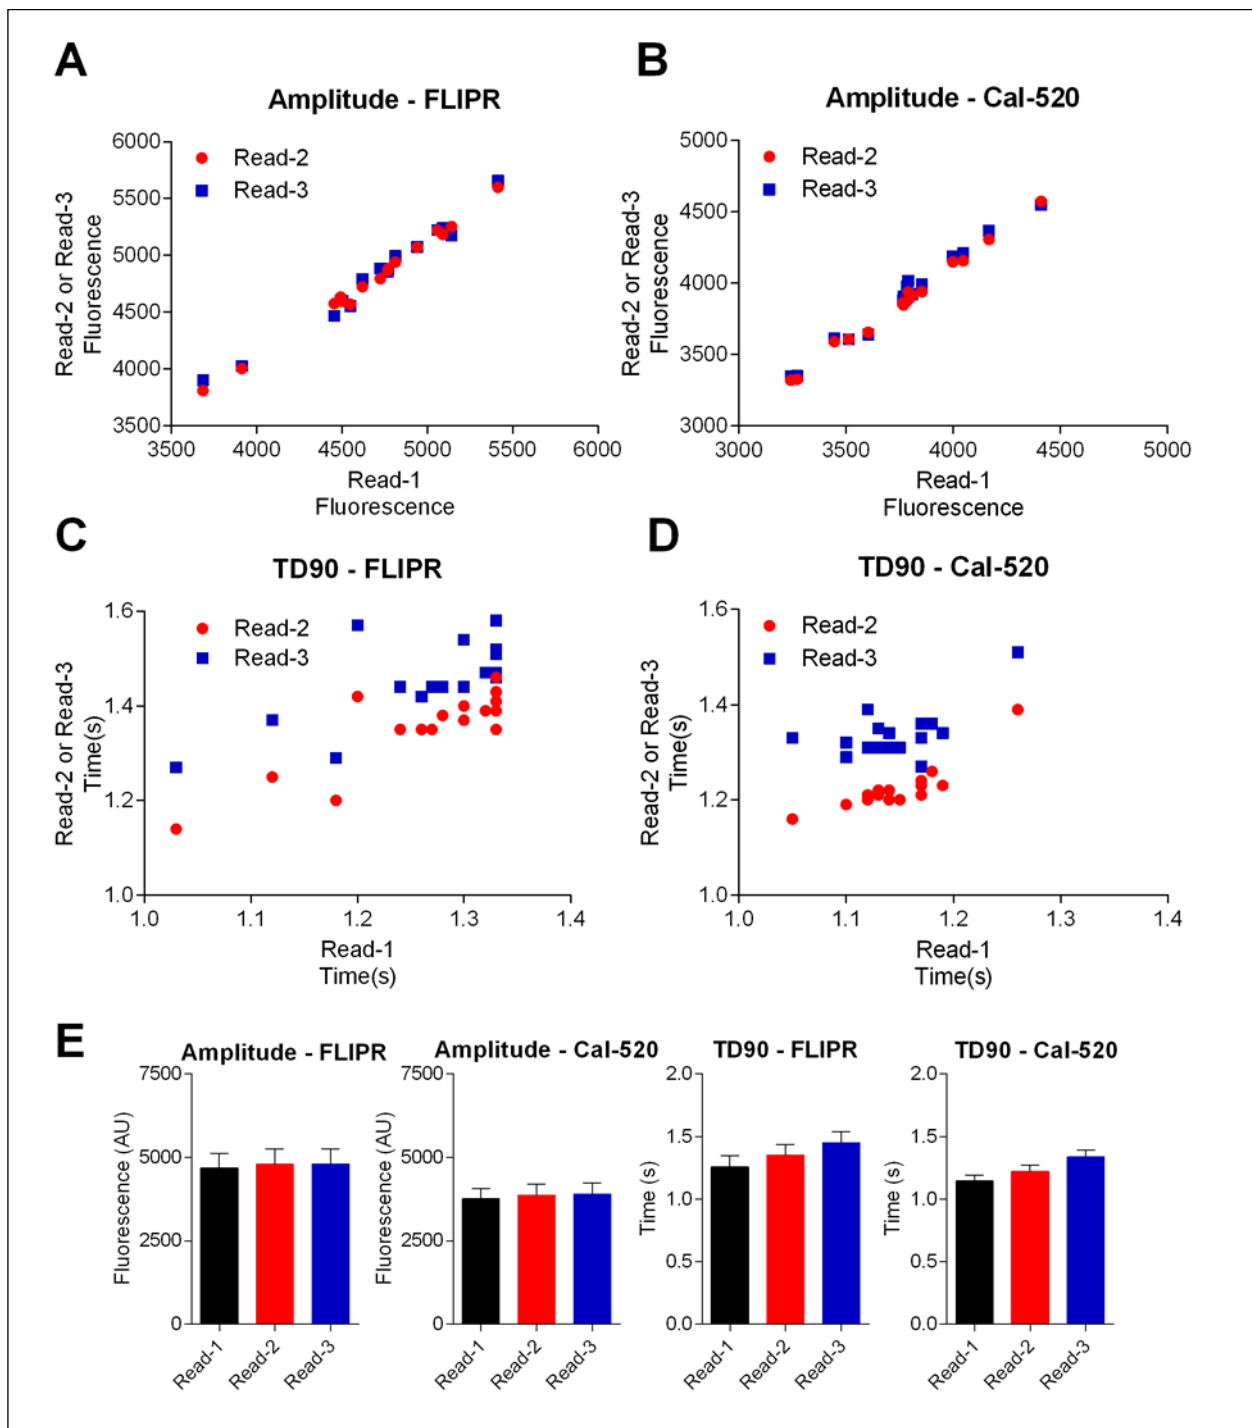 A
Amplitude - FLIPR
6000
5500
5000
4500
4000
3500
Read-2 or Read-3
Fluorescence
Read-2
Read-3
3500 4000 4500 5000 5500 6000
Read-1
Fluorescence
B
Amplitude - Cal-520
5000
4500
4000
3500
3000
Read-2 or Read-3
Fluorescence
Read-2
Read-3
3000 3500 4000 4500 5000
Read-1
Fluorescence
C
TD90 - FLIPR
1.6
1.4
1.2
1.0
Read-2 or Read-3
Time(s)
Read-2
Read-3
1.0 1.1 1.2 1.3 1.4
Read-1
Time(s)
D
TD90 - Cal-520
1.6
1.4
1.2
1.0
Read-2 or Read-3
Time(s)
Read-2
Read-3
1.0 1.1 1.2 1.3 1.4
Read-1
Time(s)
E
Amplitude - FLIPR
7500
5000
2500
0
Fluorescence (AU)
Read-1 Read-2 Read-3
Amplitude - Cal-520
7500
5000
2500
0
Fluorescence (AU)
Read-1 Read-2 Read-3
TD90 - FLIPR
2.0
1.5
1.0
0.5
0.0
Time (s)
Read-1 Read-2 Read-3
TD90 - Cal-520
2.0
1.5
1.0
0.5
0.0
Time (s)
Read-1 Read-2 Read-3